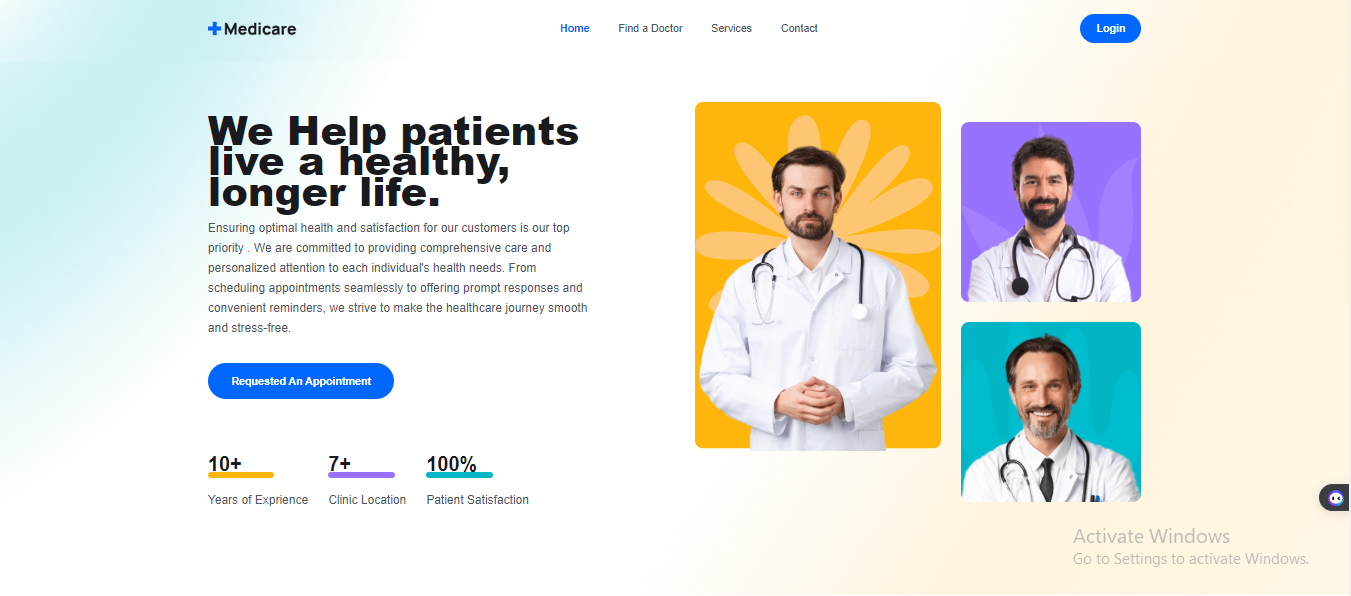 Medicare
Home
Find a Doctor
Services
Contact
Login
We Help patients
live a healthy,
longer life.
Ensuring optimal health and satisfaction for our customers is our top
priority . We are committed to providing comprehensive care and
personalized attention to each individual's health needs. From
scheduling appointments seamlessly to offering prompt responses and
convenient reminders, we strive to make the healthcare journey smooth
and stress-free.
Requested An Appointment
10+
7+
100%
Years of Exprience
Clinic Location
Patient Satisfaction
Activate Windows
Go to Settings to activate Windows.